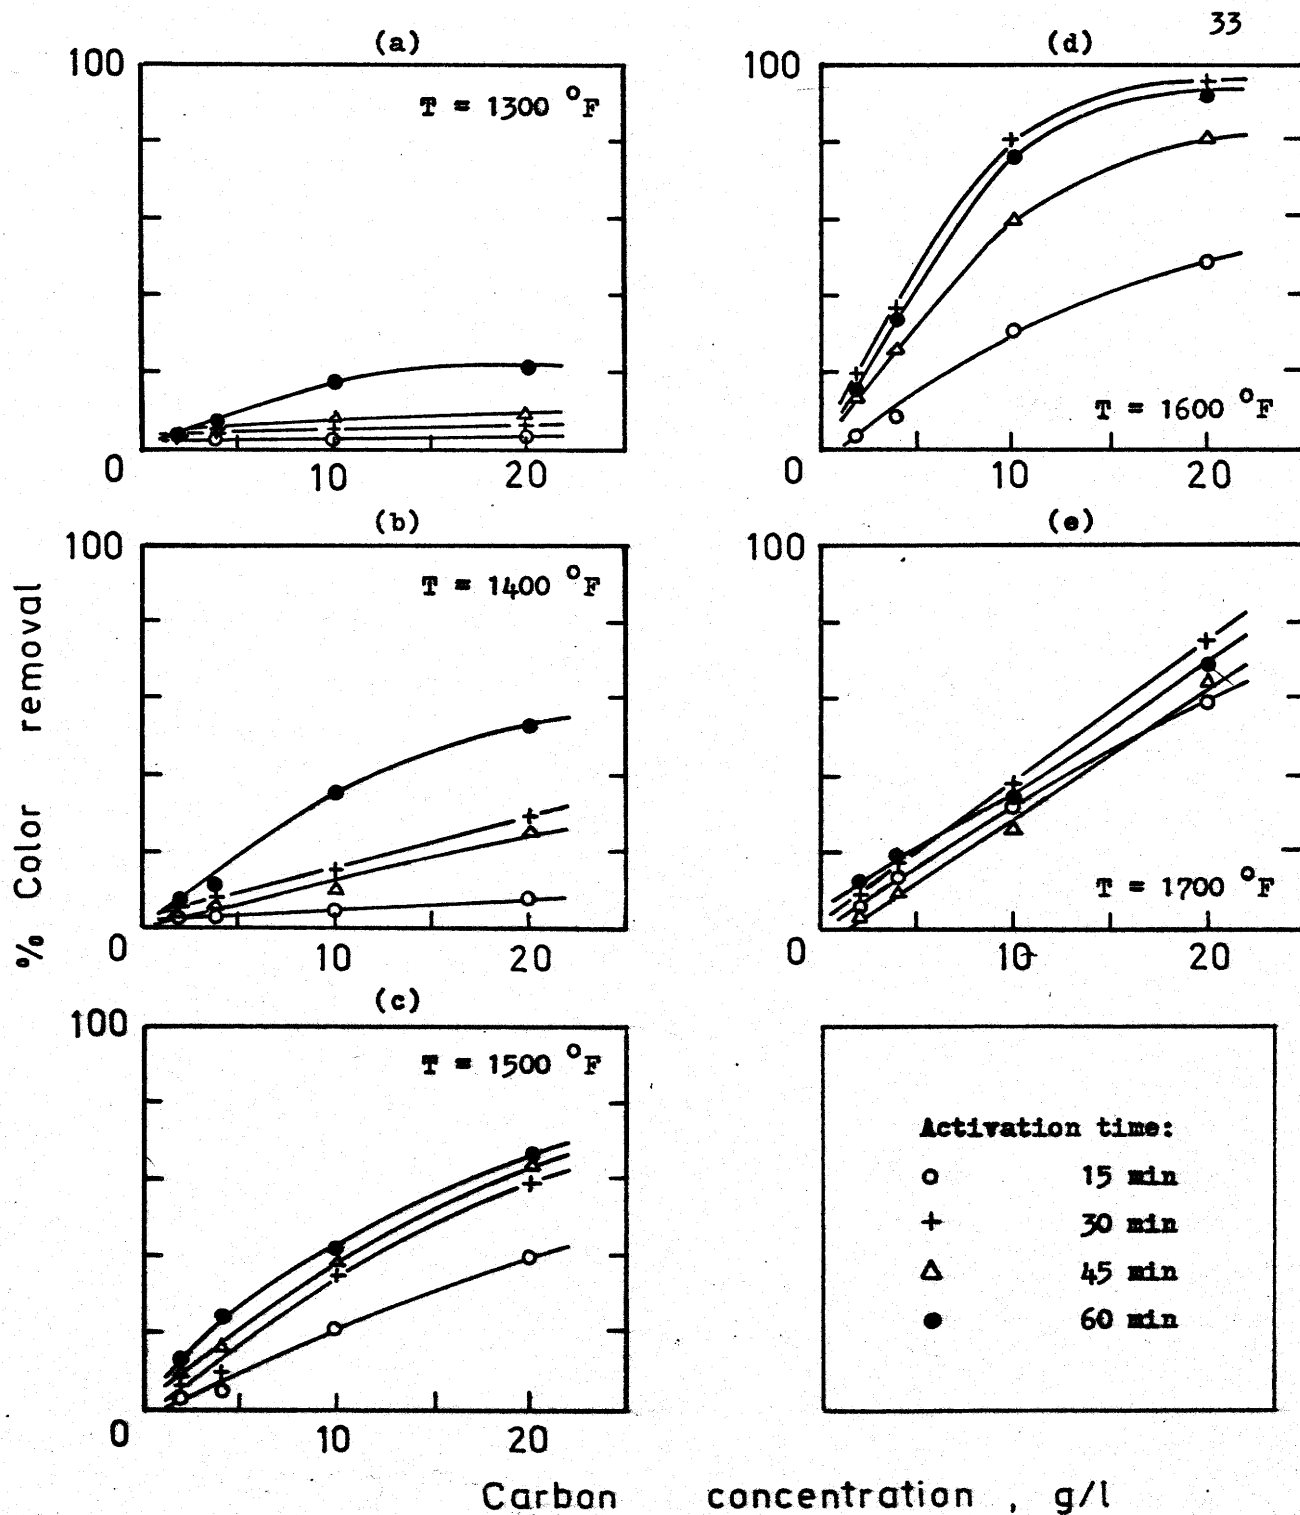 33
(a)
100
T = 1300 °F
0
10
20
(b)
100
T = 1400 °F
0
10
20
(c)
100
T = 1500 °F
0
10
20
(d)
100
T = 1600 °F
0
10
20
(e)
100
T = 1700 °F
0
10
20
Activation time:
15 min
30 min
45 min
60 min
% Color removal
Carbon concentration , g/l